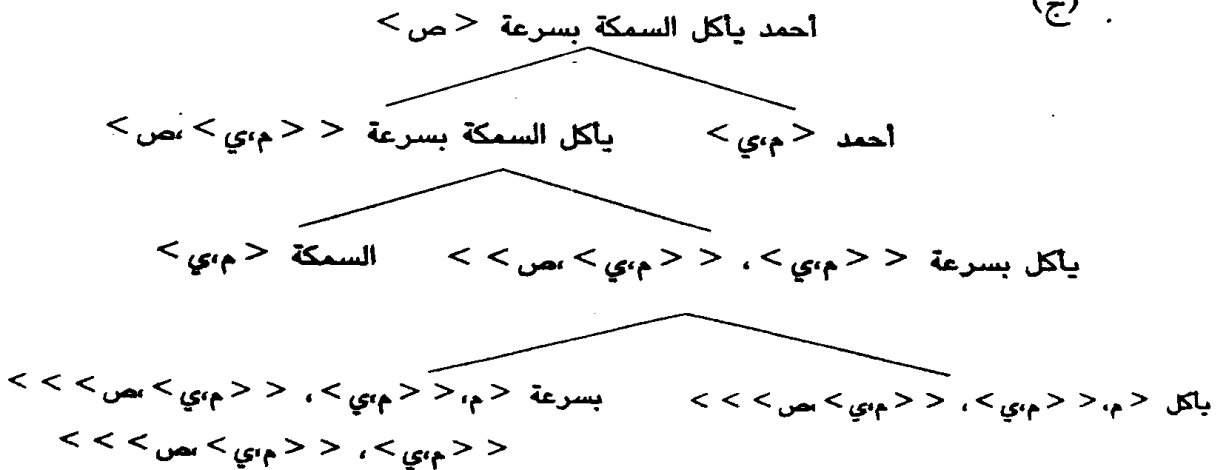 (ج) .
أحمد يأكل السمكة بسرعة < ص >
أحمد < م،ي > يأكل السمكة بسرعة < < م،ي >،ص >
يأكل بسرعة < < م،ي >، < < م،ي >،ص > > السمكة < م،ي >
يأكل < م، < < م،ي >، < < م،ي >،ص > > > بسرعة < م، < < م،ي >، < < م،ي >،ص > > >
< < م،ي >، < < م،ي >،ص > > >